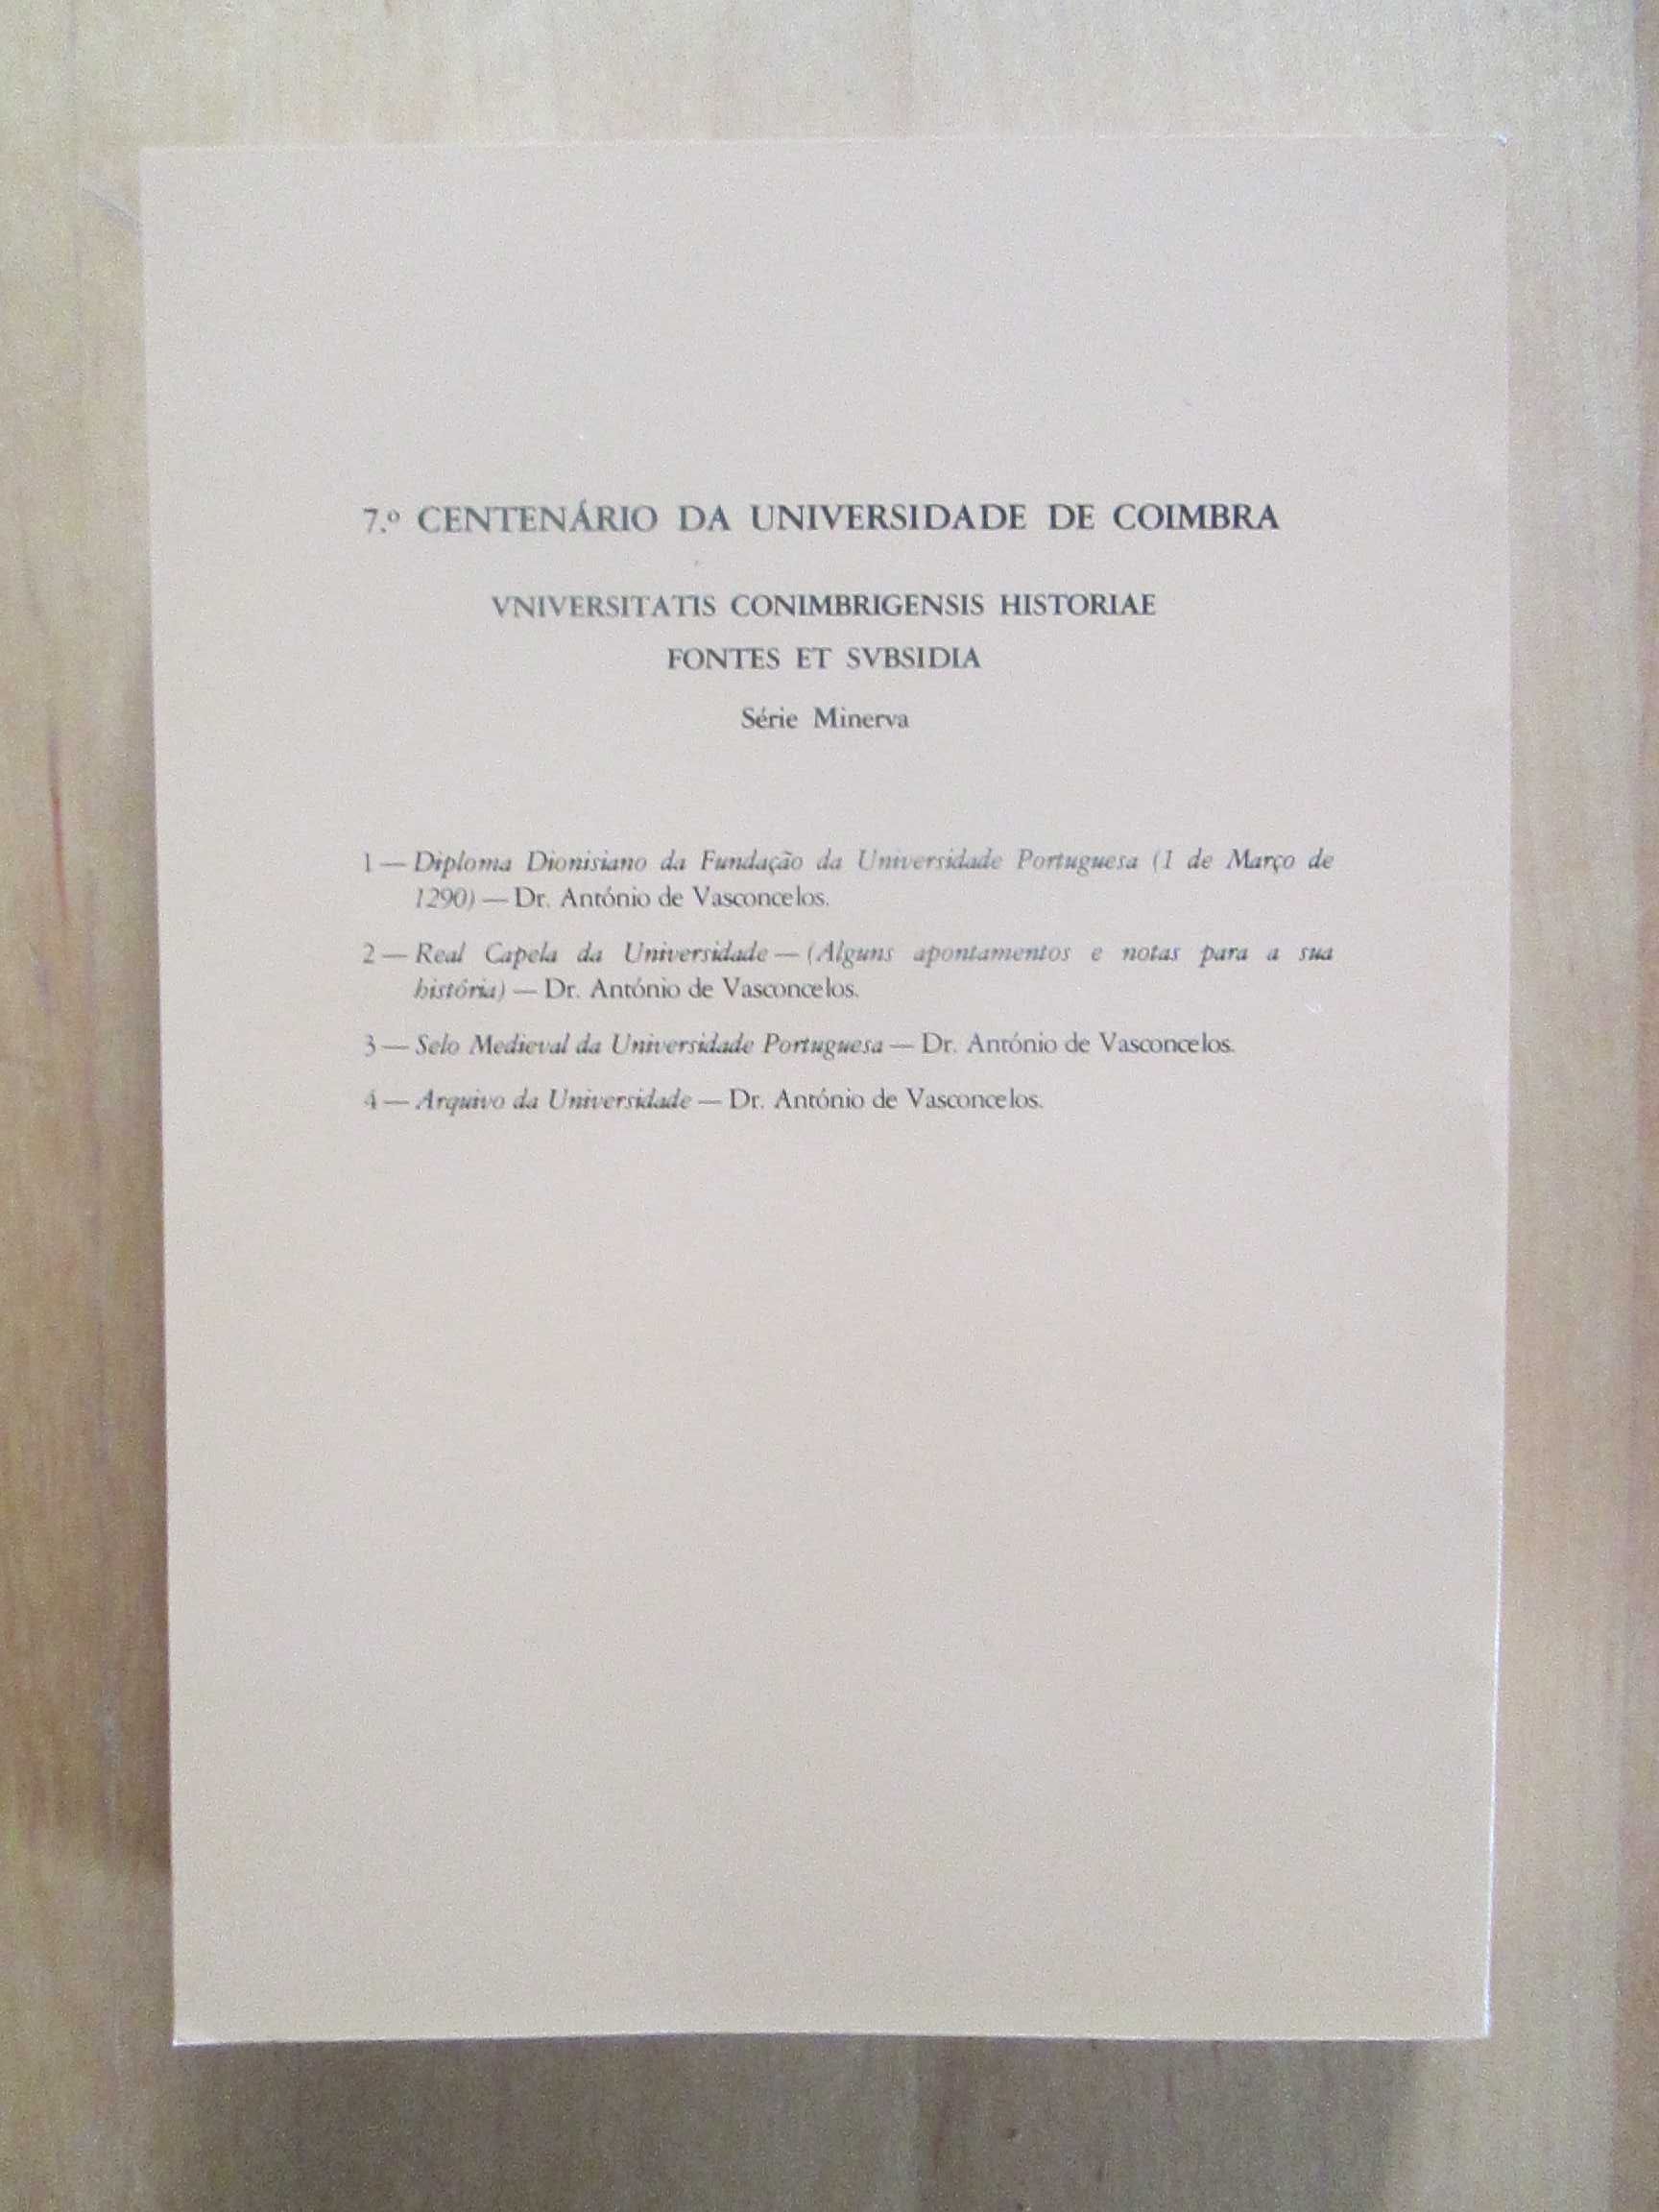 7.º CENTENÁRIO DA UNIVERSIDADE DE COIMBRA
VNIVERSITATIS CONIMBRIGENSIS HISTORIAE
FONTES ET SVBSIDIA
Série Minerva
1 — Diploma Dionisiano da Fundação da Universidade Portuguesa (1 de Março de
1290) — Dr. António de Vasconcelos.
2 — Real Capela da Universidade — (Alguns apontamentos e notas para a sua
história) — Dr. António de Vasconcelos.
3 — Selo Medieval da Universidade Portuguesa — Dr. António de Vasconcelos.
4 — Arquivo da Universidade — Dr. António de Vasconcelos.